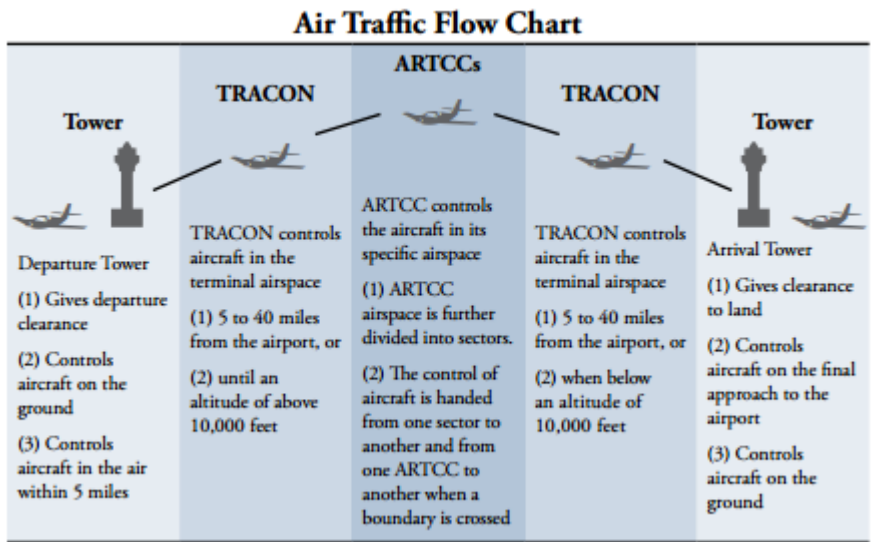 Air Traffic Flow Chart
Tower
Departure Tower
(1) Gives departure
clearance
(2) Controls
aircraft on the
ground
(3) Controls
aircraft in the air
within 5 miles
TRACON
TRACON controls
aircraft in the
terminal airspace
(1) 5 to 40 miles
from the airport, or
(2) until an
altitude of above
10,000 feet
ARTCCs
ARTCC controls
the aircraft in its
specific airspace
(1) ARTCC
airspace is further
divided into sectors.
(2) The control of
aircraft is handed
from one sector to
another and from
one ARTCC to
another when a
boundary is crossed
TRACON
TRACON controls
aircraft in the
terminal airspace
(1) 5 to 40 miles
from the airport, or
(2) when below
an altitude of
10,000 feet
Tower
Arrival Tower
(1) Gives clearance
to land
(2) Controls
aircraft on the final
approach to the
airport
(3) Controls
aircraft on the
ground